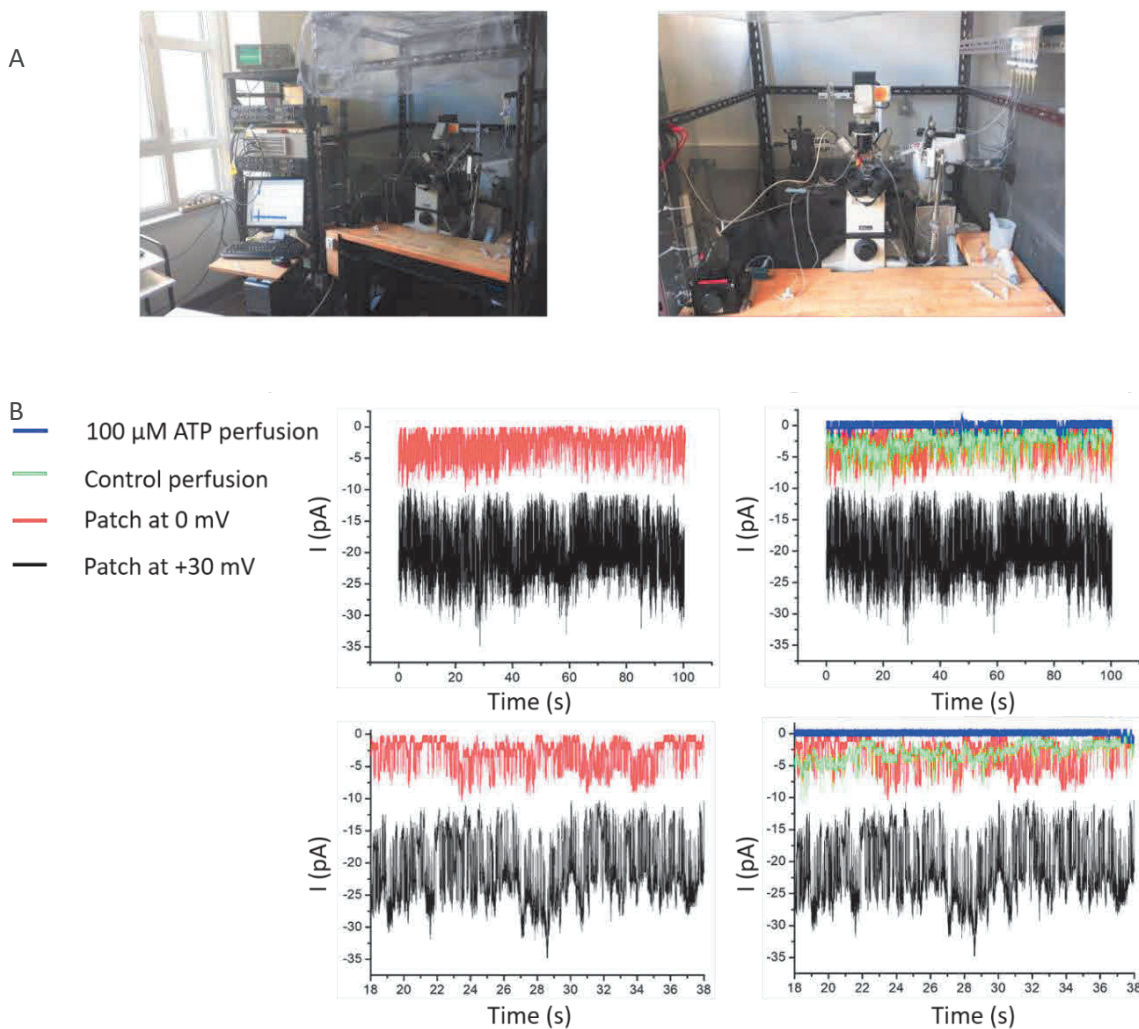 A
B
100 µM ATP perfusion
Control perfusion
Patch at 0 mV
Patch at +30 mV
I (pA)
0
-5
-10
-15
-20
-25
-30
-35
0 20 40 60 80 100
Time (s)
I (pA)
0
-5
-10
-15
-20
-25
-30
-35
0 20 40 60 80 100
Time (s)
I (pA)
0
-5
-10
-15
-20
-25
-30
-35
18 20 22 24 26 28 30 32 34 36 38
Time (s)
I (pA)
0
-5
-10
-15
-20
-25
-30
-35
18 20 22 24 26 28 30 32 34 36 38
Time (s)